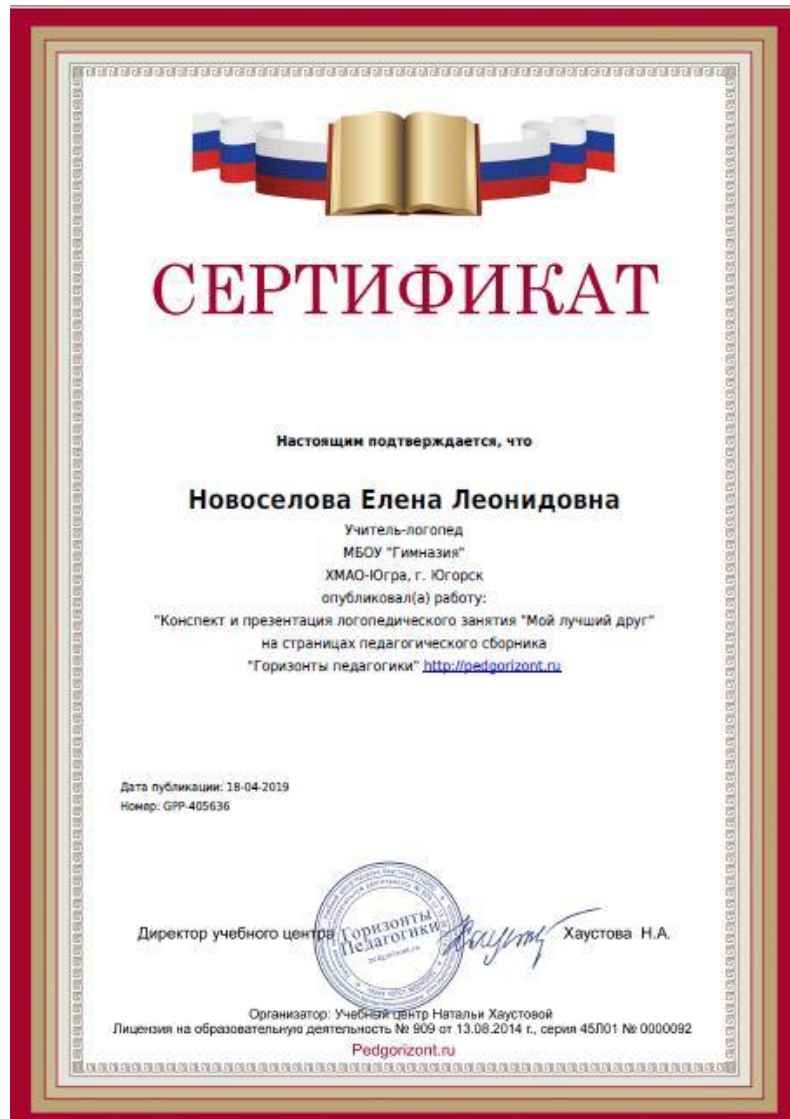 СЕРТИФИКАТ
Настоящим подтверждается, что
Новоселова Елена Леонидовна
Учитель-логопед
МБОУ "Гимназия"
ХМАО-Югра, г. Югорск
опубликовал(а) работу:
"Конспект и презентация логопедического занятия "Мой лучший друг"
на страницах педагогического сборника
"Горизонты педагогики" http://pedgorizont.ru
Дата публикации: 18-04-2019
Номер: GPP-405636
Горизонты
Педагогики
pedgorizont.ru
Директор учебного центра
Хаустова Н.А.
Организатор: Учебный центр Натальи Хаустовой
Лицензия на образовательную деятельность № 909 от 13.08.2014 г., серия 45Л01 № 0000092
Pedgorizont.ru